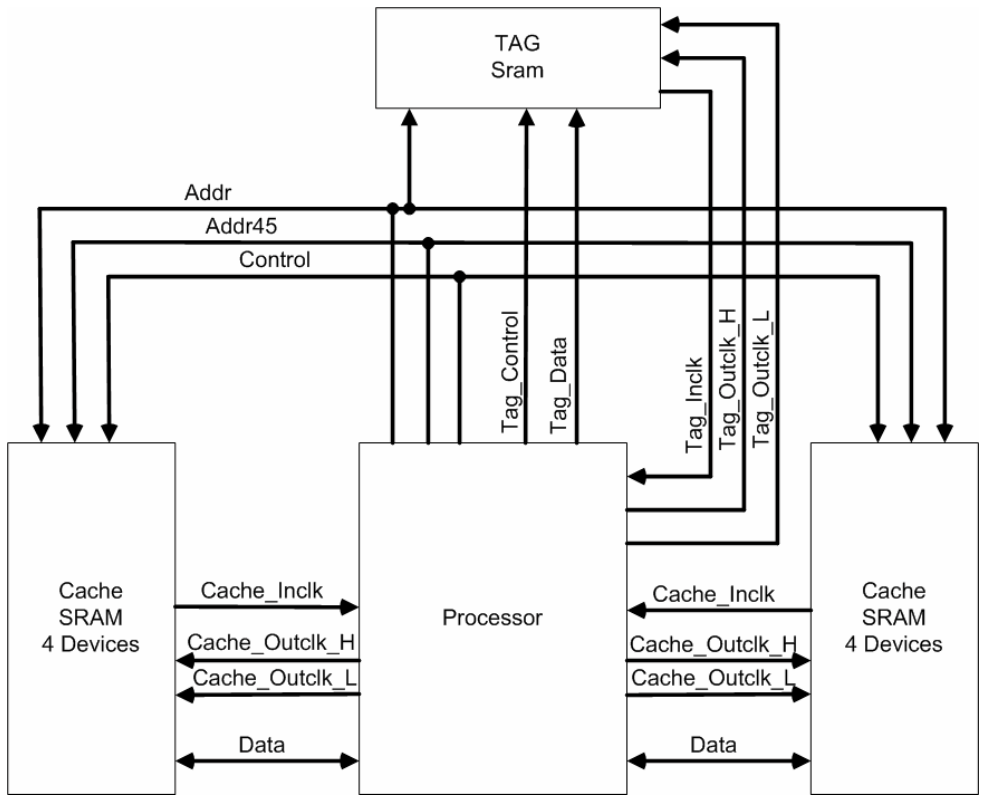 TAG
Sram
Addr
Addr45
Control
Tag_Control
Tag_Data
Tag_Inclk
Tag_Outclk_H
Tag_Outclk_L
Cache
SRAM
4 Devices
Cache_Inclk
Cache_Outclk_H
Cache_Outclk_L
Data
Processor
Cache_Inclk
Cache_Outclk_H
Cache_Outclk_L
Data
Cache
SRAM
4 Devices